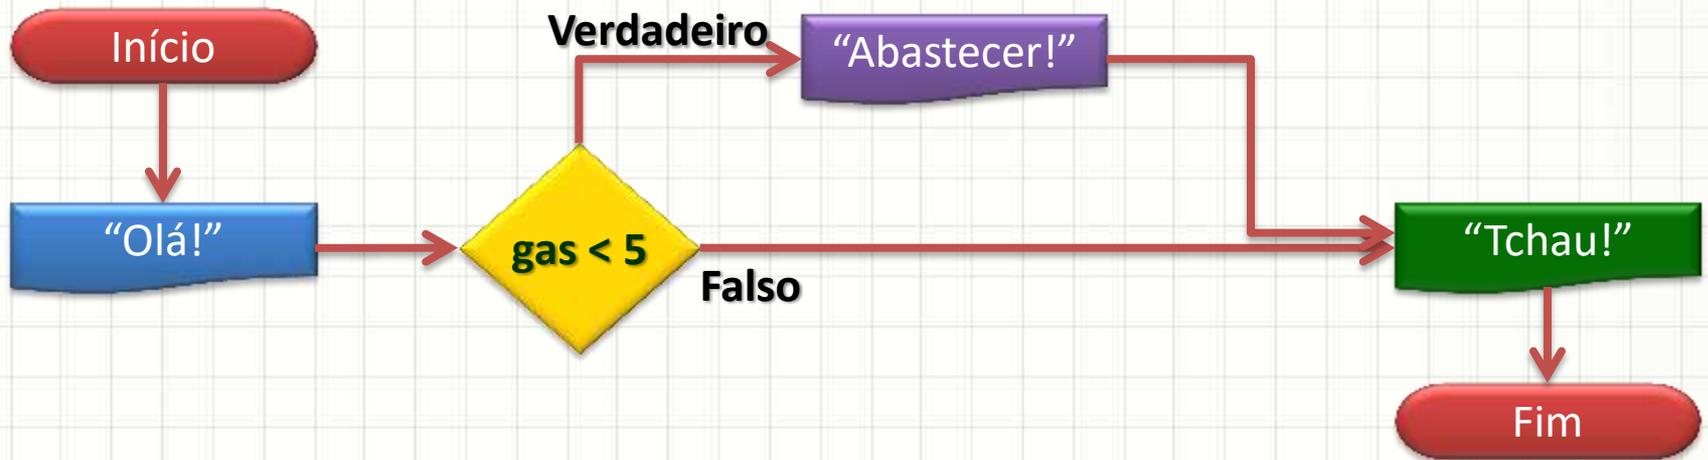 Início
Verdadeiro
“Abastecer!”
“Olá!”
gas < 5
Falso
“Tchau!”
Fim